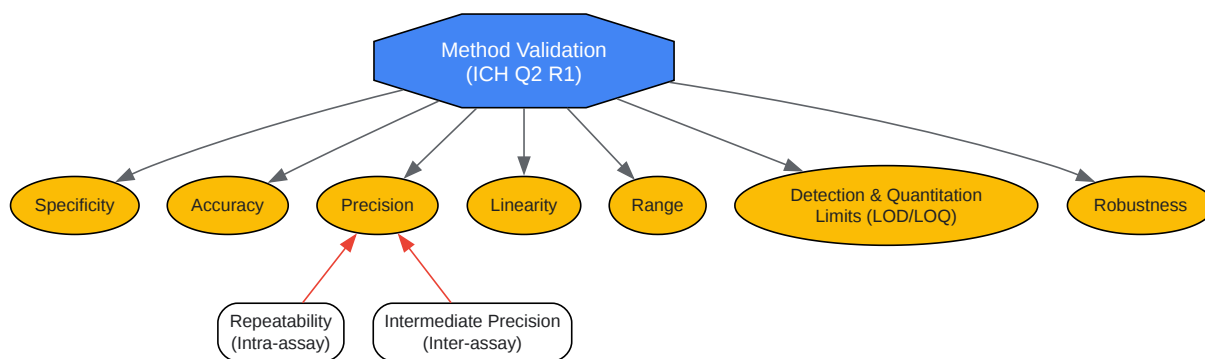 Method Validation
(ICH Q2 R1)
Specificity
Accuracy
Precision
Linearity
Range
Detection & Quantitation
Limits (LOD/LOQ)
Robustness
Repeatability
(Intra-assay)
Intermediate Precision
(Inter-assay)